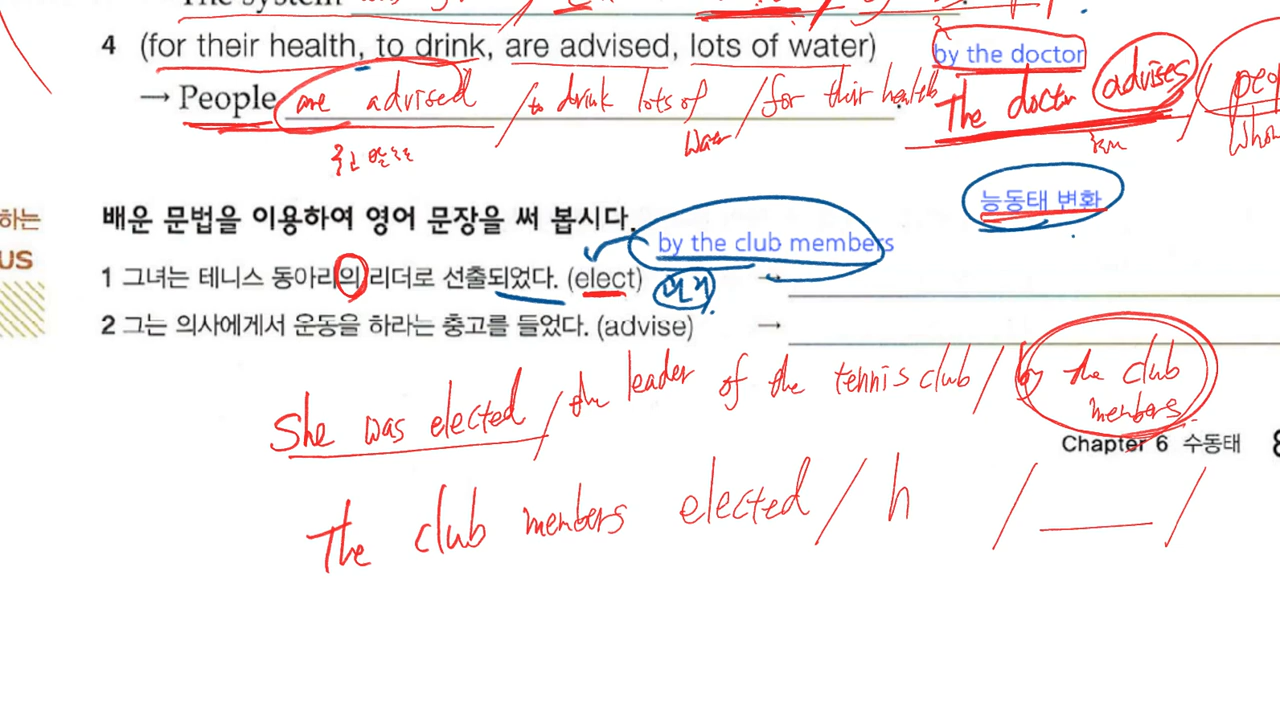 The system
4 (for their health, to drink, are advised, lots of water) by the doctor
→ People are advised / to drink lots of water / for their health. The doctor advises / peop
하는
US
배운 문법을 이용하여 영어 문장을 써 봅시다.
능동태 변화
by the club members
1 그녀는 테니스 동아리의 리더로 선출되었다. (elect) →
2 그는 의사에게서 운동을 하라는 충고를 들었다. (advise) →
She was elected / the leader of the tennis club / by the club members
Chapter 6 수동태 8
The club members elected / h / /